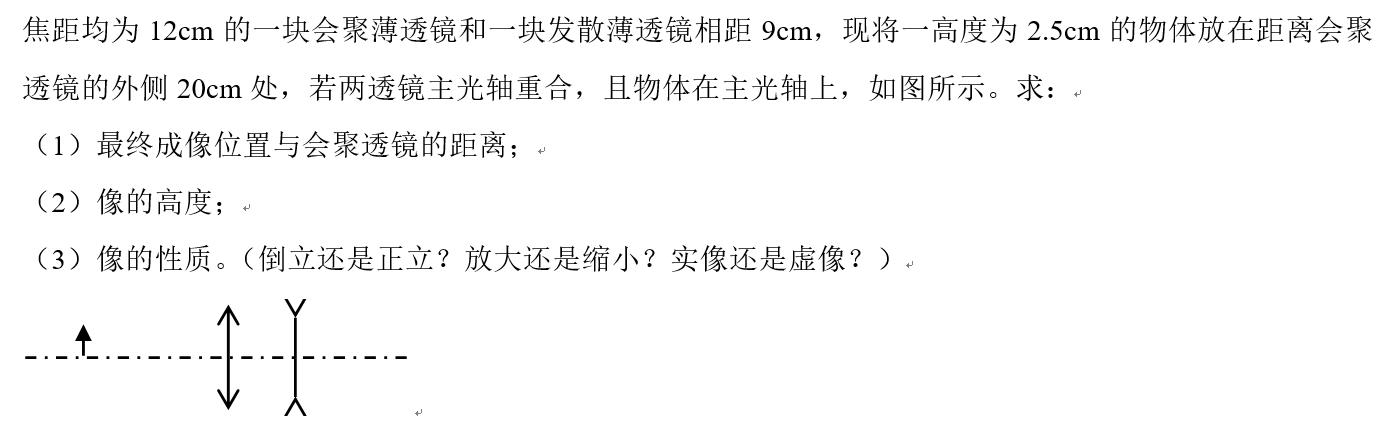 焦距均为 12cm 的一块会聚薄透镜和一块发散薄透镜相距 9cm，现将一高度为 2.5cm 的物体放在距离会聚
透镜的外侧 20cm 处，若两透镜主光轴重合，且物体在主光轴上，如图所示。求：
（1）最终成像位置与会聚透镜的距离；
（2）像的高度；
（3）像的性质。（倒立还是正立？放大还是缩小？实像还是虚像？）